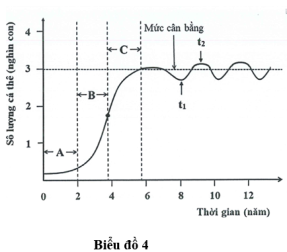 Số lượng cá thể (nghìn con)
4
3
2
1
A
B
C
Mức cân bằng
t₂
t₁
0 2 4 6 8 10 12
Thời gian (năm)
Biểu đồ 4